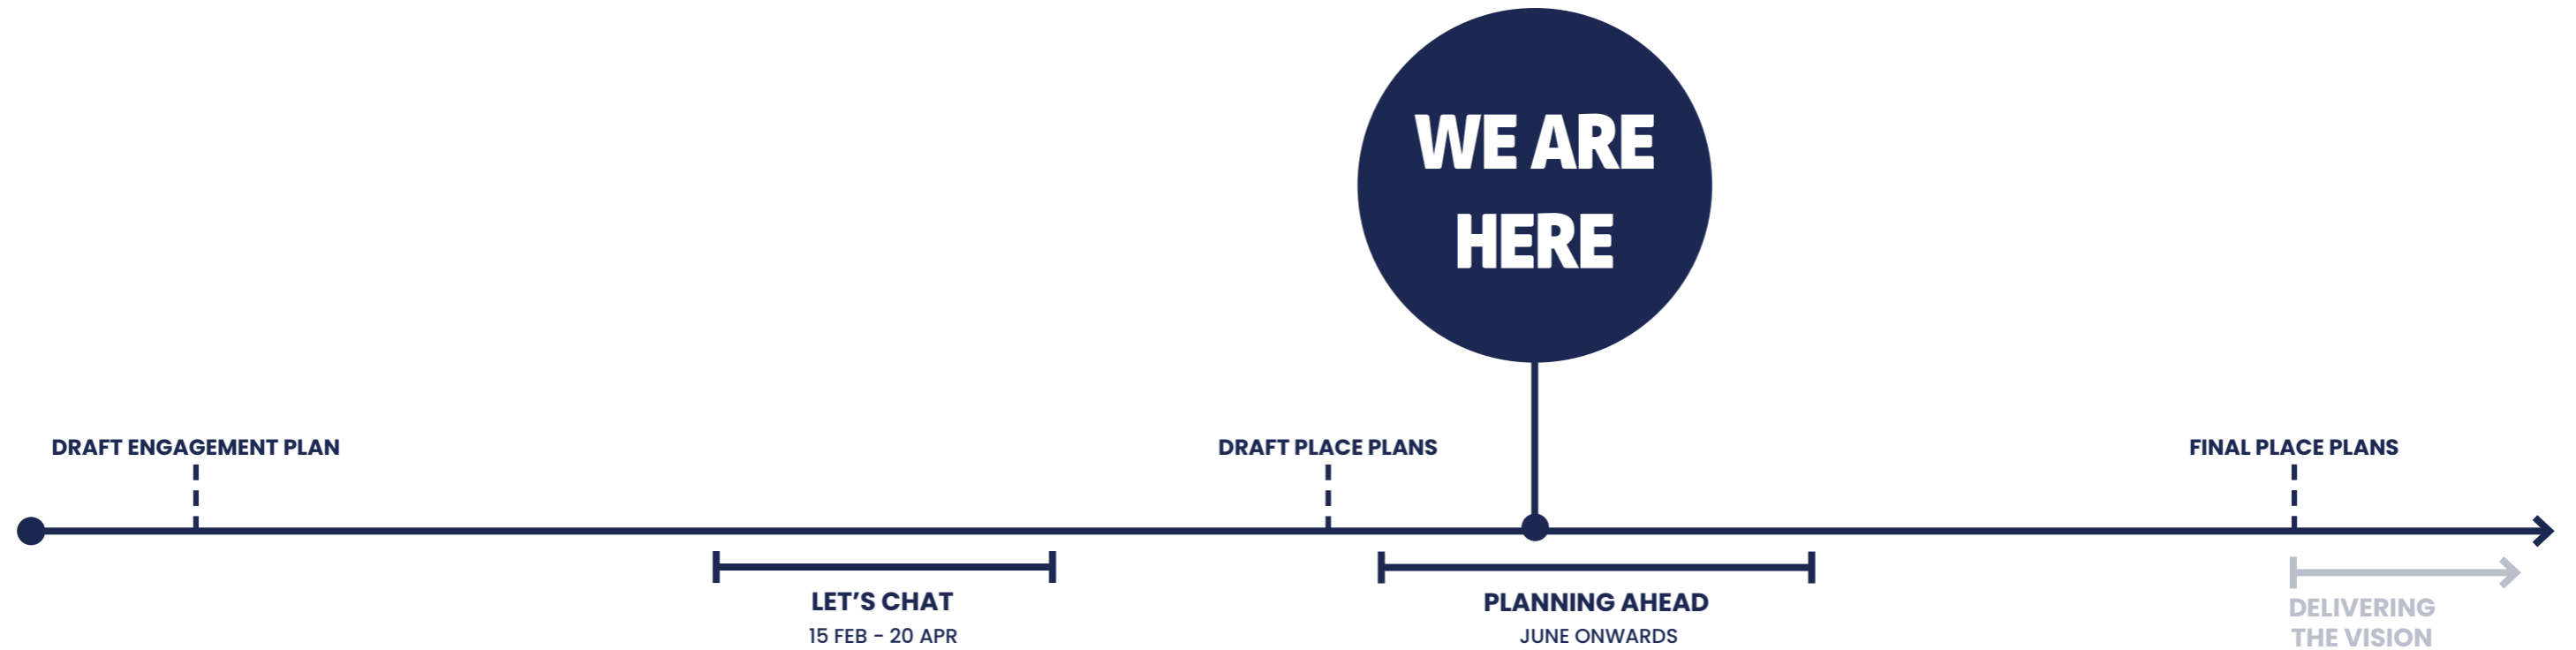 WE ARE
HERE
DRAFT ENGAGEMENT PLAN
DRAFT PLACE PLANS
FINAL PLACE PLANS
LET’S CHAT
15 FEB - 20 APR
PLANNING AHEAD
JUNE ONWARDS
DELIVERING
THE VISION